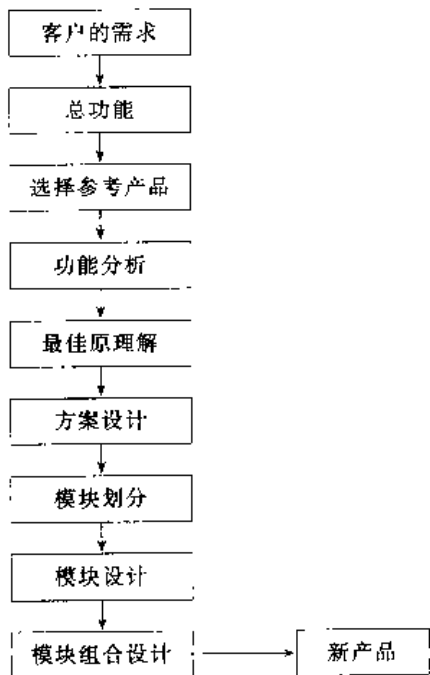 客户的需求
总功能
选择参考产品
功能分析
最佳原理解
方案设计
模块划分
模块设计
模块组合设计
新产品